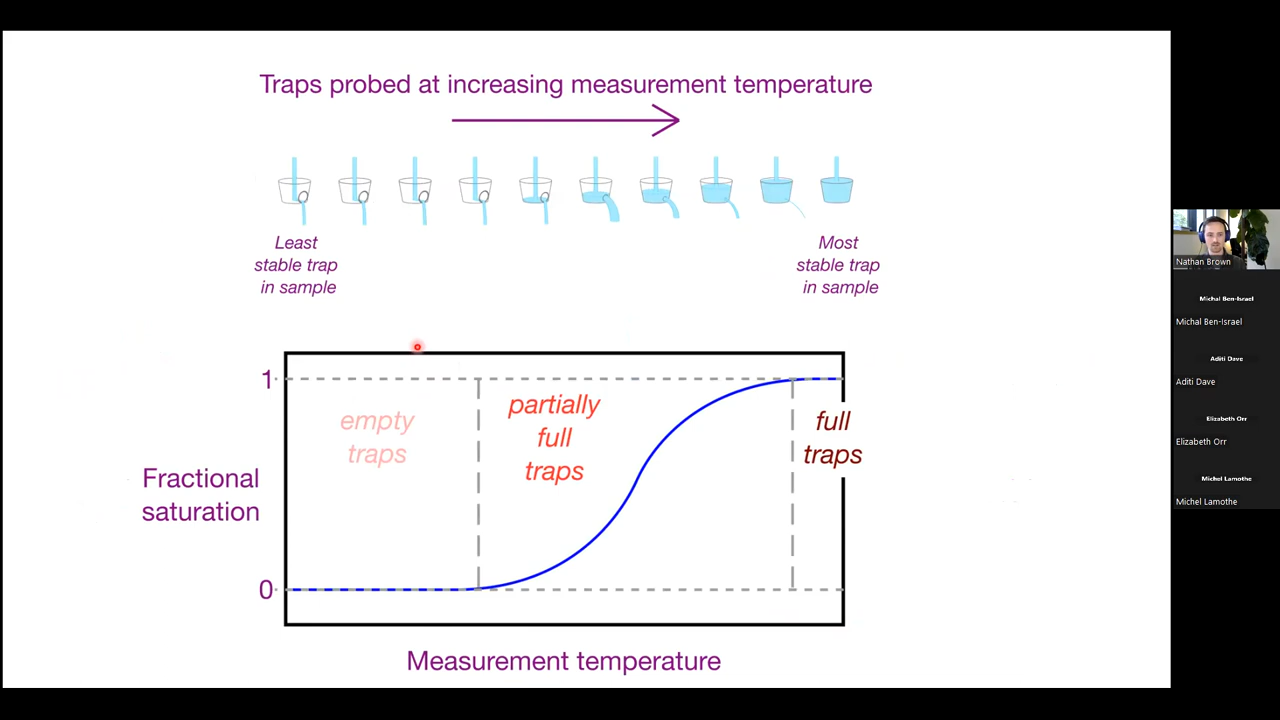 Traps probed at increasing measurement temperature
Least
stable trap
in sample
Most
stable trap
in sample
1
empty
traps
partially
full
traps
full
traps
Fractional
saturation
0
Measurement temperature
Nathan Brown
Michal Ben-Israel
Michal Ben-Israel
Aditi Dave
Aditi Dave
Elizabeth Orr
Elizabeth Orr
Michel Lamothe
Michel Lamothe